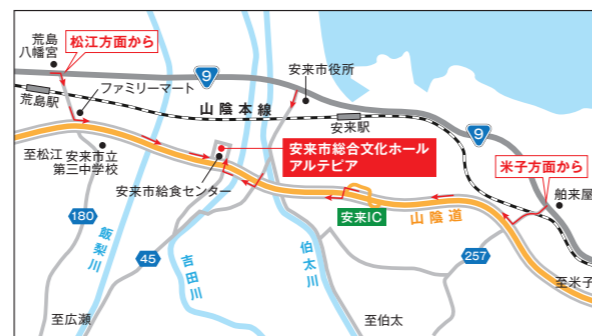 荒島
八幡宮
松江方面から
9
安来市役所
ファミリーマート
荒島駅
山陰本線
安来駅
9
至松江
安来市立
第三中学校
安来市総合文化ホール
アルテピア
米子方面から
安来市給食センター
舶来屋
安来IC
山陰道
180
飯梨川
45
吉田川
伯太川
257
至米子
至広瀬
至伯太